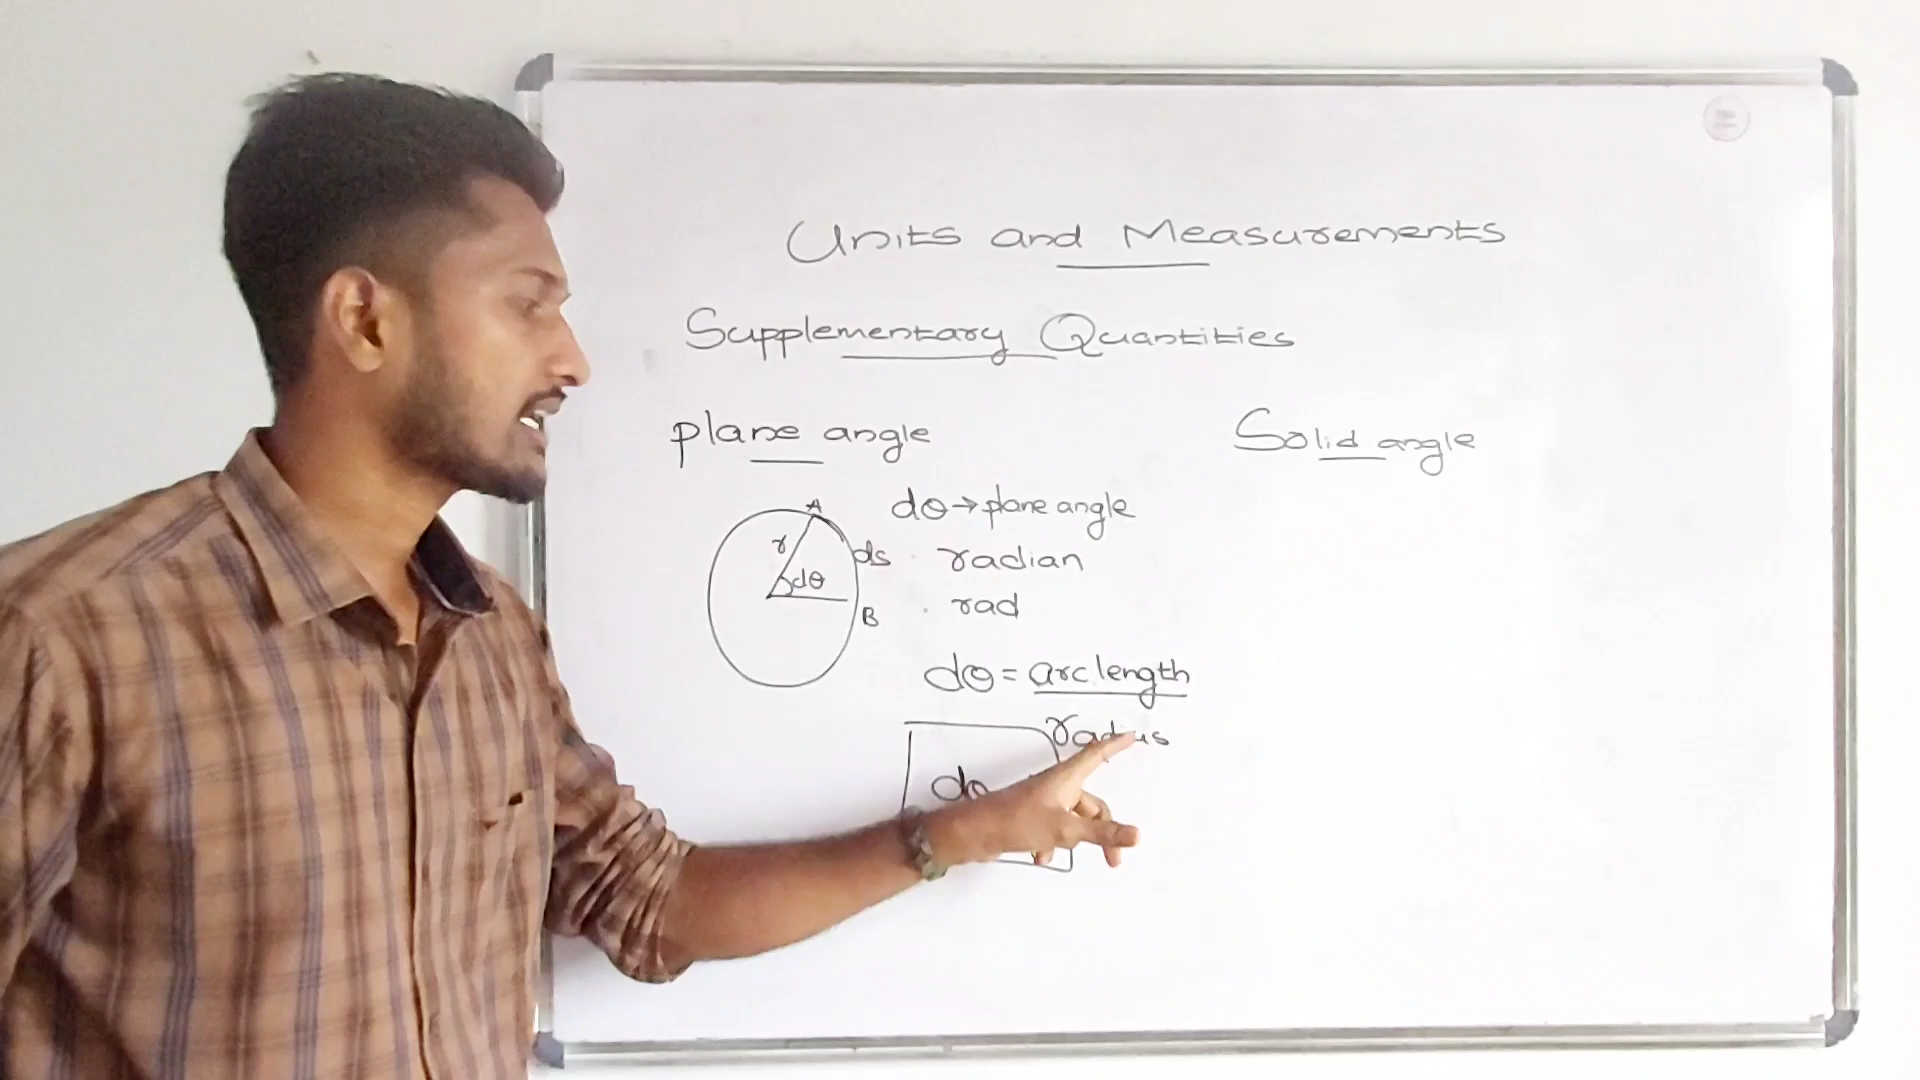 Units and Measurements
Supplementary Quantities
plane angle
Solid angle
A
r
dθ
ds
B
dθ → plane angle
radian
rad
dθ = arc length
radius
dθ